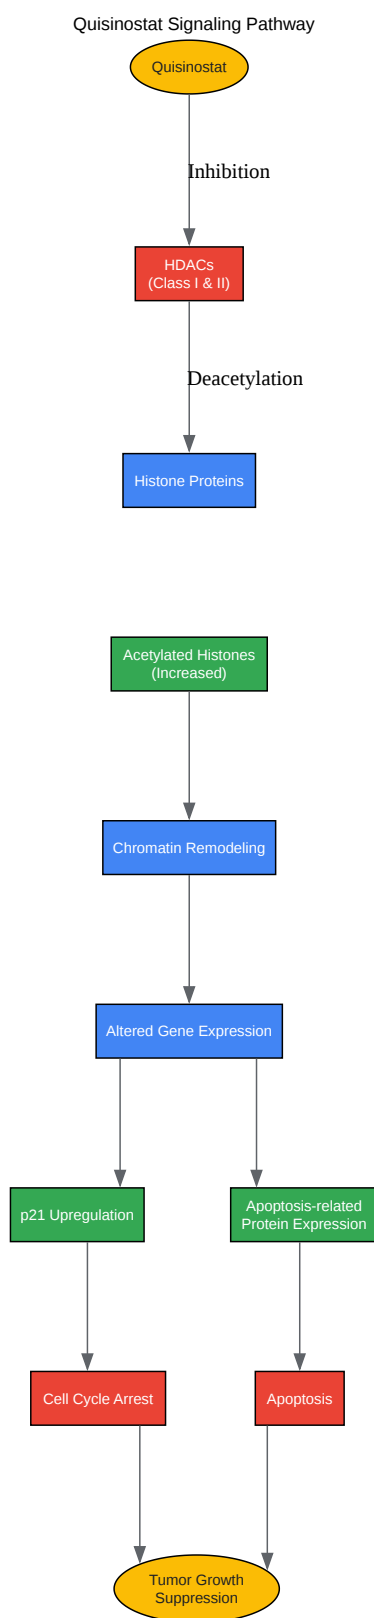 Quisinostat Signaling Pathway
Quisinostat
Inhibition
HDACs
(Class I & II)
Deacetylation
Histone Proteins
Acetylated Histones
(Increased)
Chromatin Remodeling
Altered Gene Expression
p21 Upregulation
Apoptosis-related
Protein Expression
Cell Cycle Arrest
Apoptosis
Tumor Growth
Suppression